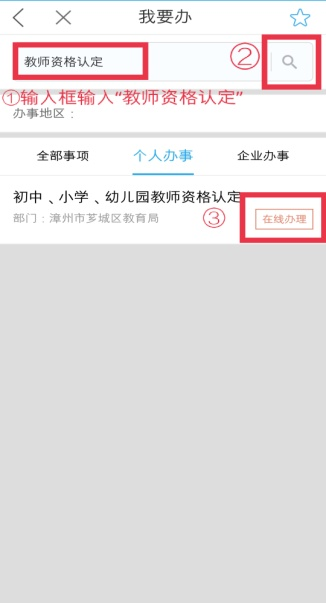 我要办
教师资格认定
②
①输入框输入“教师资格认定”
办事地区：
全部事项
个人办事
企业办事
初中、小学、幼儿园教师资格认定
部门：漳州市芗城区教育局
③
在线办理